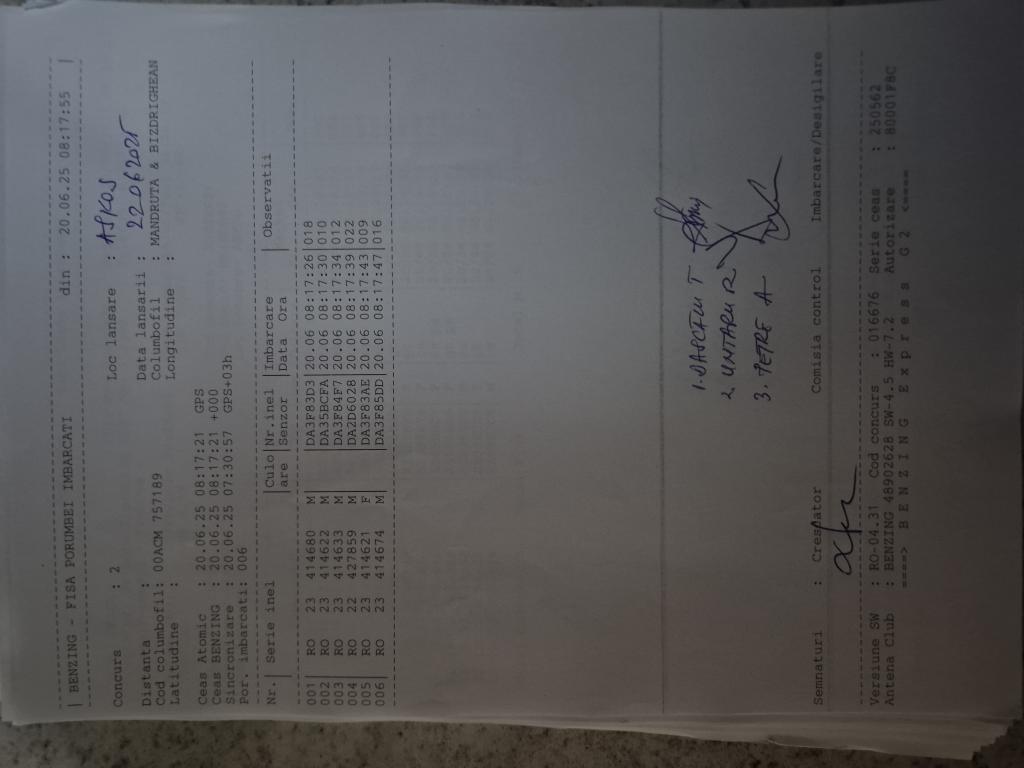 | BENZING - FISA PORUMBEI IMBARCATI din : 20.06.25 08:17:55 |
Concurs : 2 Loc lansare : ASKOS
Distanta : Data lansarii : 22062025
Cod columbofil: 00ACM 757189 Columbofil : MANDRUTA & BIZDRIGHEAN
Latitudine : Longitudine :
Ceas Atomic : 20.06.25 08:17:21 GPS
Ceas BENZING : 20.06.25 08:17:21 +000
Sincronizare : 20.06.25 07:30:57 GPS+03h
Por. imbarcati: 006
Nr.| Serie inel |Culo|Nr.inel |Imbarcare | Observatii
|are |Senzor |Data Ora |
001| RO 23 414680 M |DA3F83D3|20.06 08:17:26|018
002| RO 23 414622 M |DA35BCFA|20.06 08:17:30|010
003| RO 23 414633 M |DA3F84F7|20.06 08:17:34|012
004| RO 22 427859 M |DA2D6028|20.06 08:17:39|022
005| RO 23 414621 F |DA3F83AE|20.06 08:17:43|009
006| RO 23 414674 M |DA3F85DD|20.06 08:17:47|016
1. T
2. UNTARU R
3. PETRE A
Semnaturi : Crescator Comisia control Imbarcare/Desigilare
Versiune SW : RO-04.31 Cod concurs : 016676 Serie ceas : 250562
Antena Club : BENZING 48902628 SW-4.5 HW-7.2 Autorizare : 80001F8C
====> B E N Z I N G E x p r e s s G 2 <====